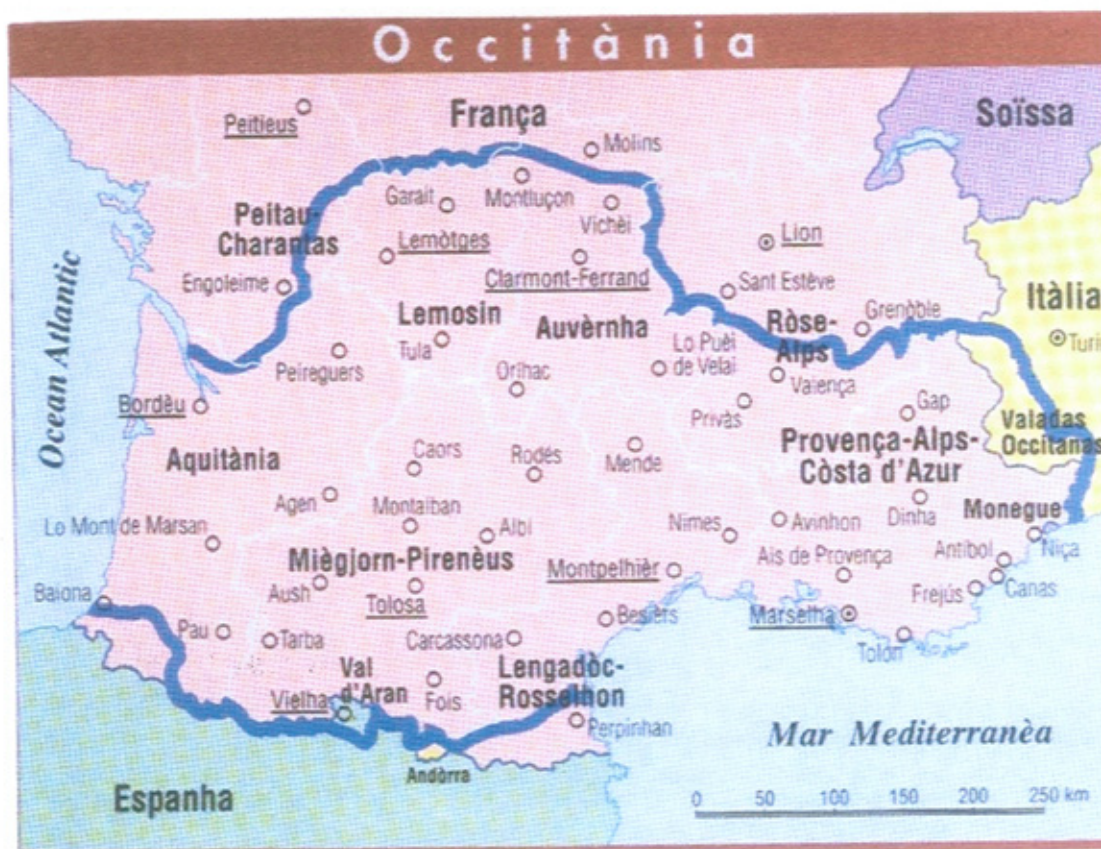 Occitània
França
Soïssa
Peitieus
Molins
Garait
Montluçon
Vichèi
Peitau-
Charantas
Lemòtges
Clarmont-Ferrand
Lion
Engoleime
Sant Estève
Itàlia
Lemosin
Auvèrnha
Ròse-
Alps
Grenòble
Tula
Lo Puèi
de Velai
Turin
Peireguers
Orlhac
Valença
Ocean Atlantic
Bordèu
Privàs
Gap
Valadas
Occitanas
Aquitània
Caors
Rodés
Mende
Provença-Alps-
Còsta d'Azur
Agen
Montalban
Dinha
Monegue
Lo Mont de Marsan
Albi
Nimes
Avinhon
Antibol
Niça
Miègjorn-Pirenèus
Montpelhièr
Ais de Provença
Baiona
Aush
Tolosa
Frejús
Canas
Pau
Tarba
Carcassona
Besièrs
Marselha
Tolon
Val
d'Aran
Lengadòc-
Rosselhon
Vielha
Fois
Perpinhan
Mar Mediterranèa
Andòrra
Espanha
0 50 100 150 200 250 km